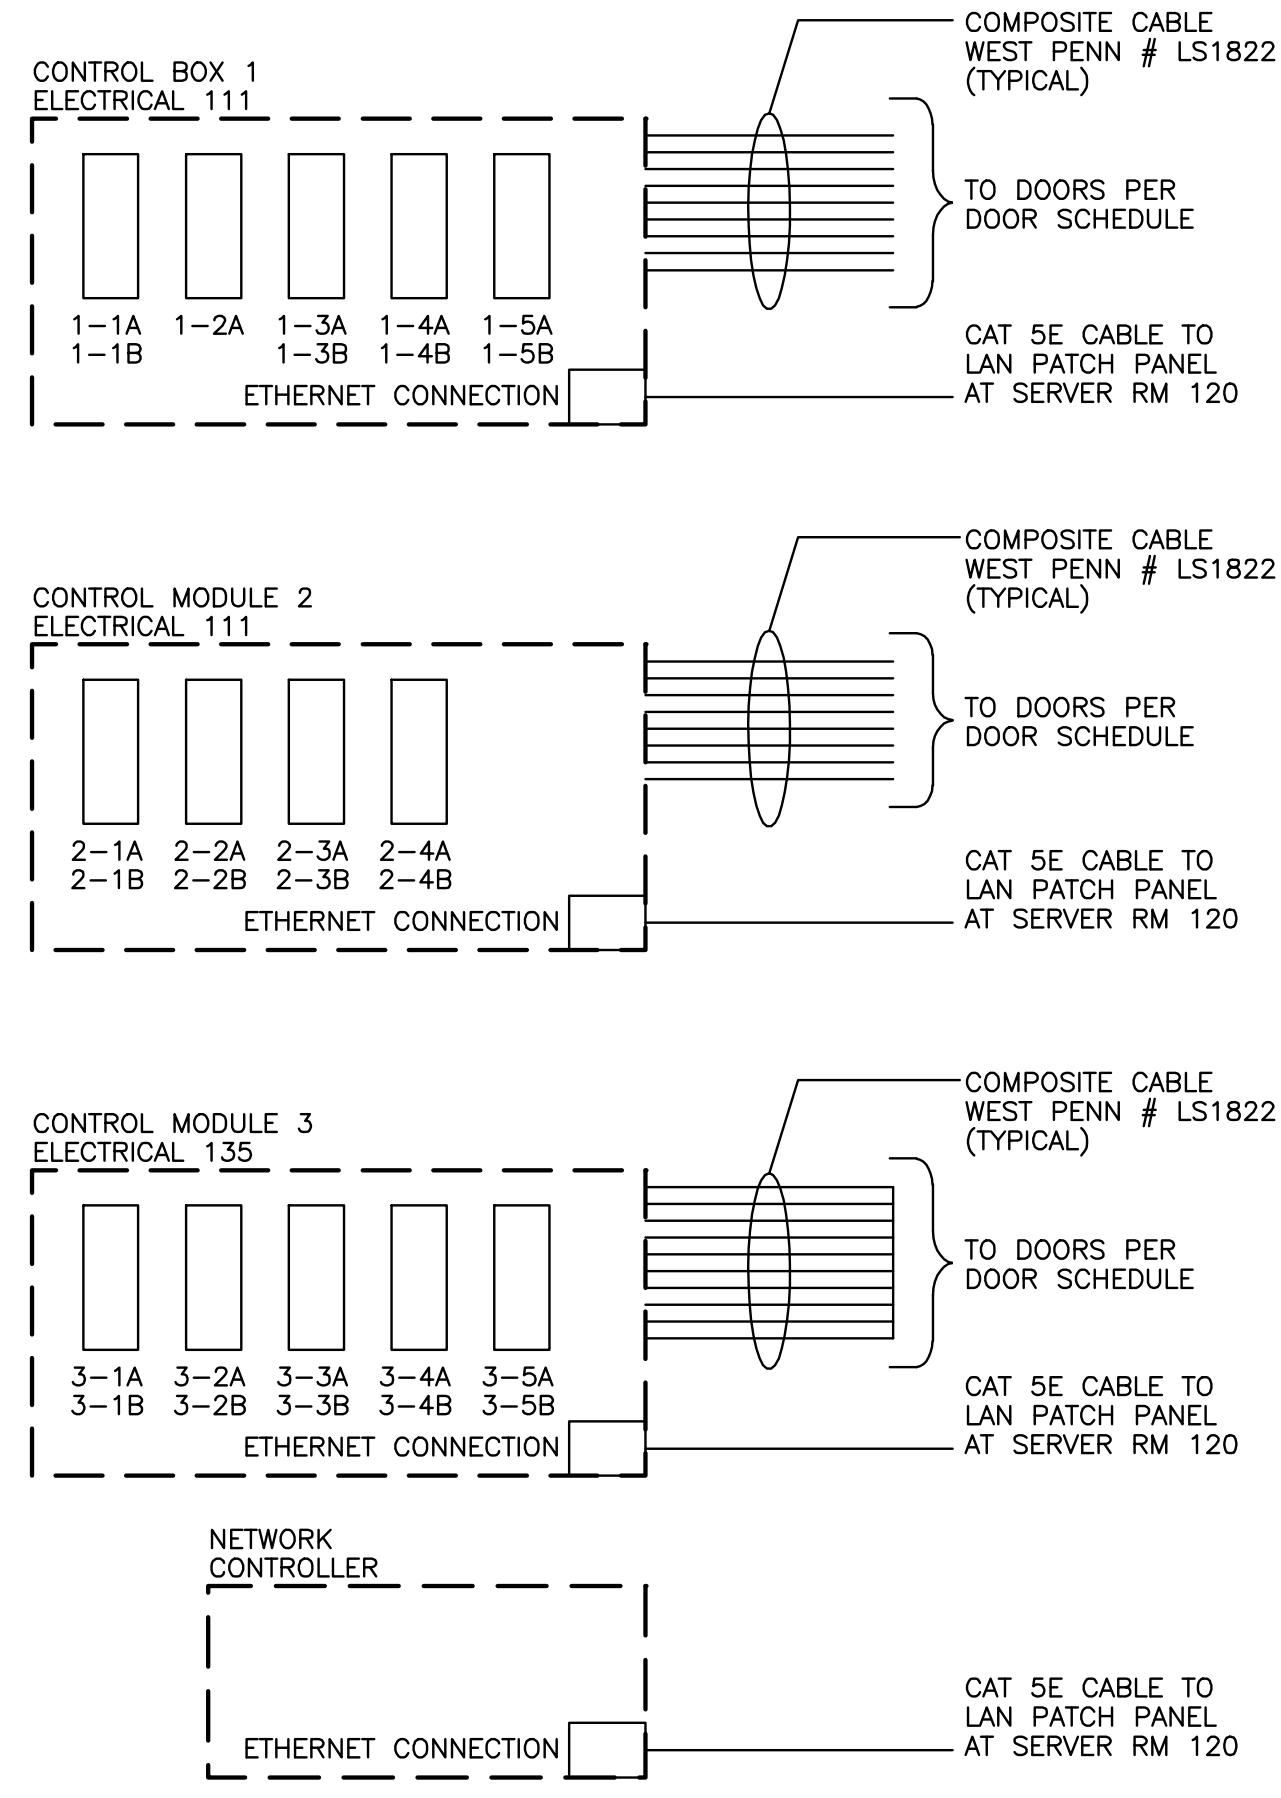 COMPOSITE CABLE
WEST PENN # LS1822
(TYPICAL)
CONTROL BOX 1
ELECTRICAL 111
TO DOORS PER
DOOR SCHEDULE
1-1A 1-2A 1-3A 1-4A 1-5A
1-1B 1-3B 1-4B 1-5B
CAT 5E CABLE TO
LAN PATCH PANEL
AT SERVER RM 120
ETHERNET CONNECTION
COMPOSITE CABLE
WEST PENN # LS1822
(TYPICAL)
CONTROL MODULE 2
ELECTRICAL 111
TO DOORS PER
DOOR SCHEDULE
2-1A 2-2A 2-3A 2-4A
2-1B 2-2B 2-3B 2-4B
CAT 5E CABLE TO
LAN PATCH PANEL
AT SERVER RM 120
ETHERNET CONNECTION
COMPOSITE CABLE
WEST PENN # LS1822
(TYPICAL)
CONTROL MODULE 3
ELECTRICAL 135
TO DOORS PER
DOOR SCHEDULE
3-1A 3-2A 3-3A 3-4A 3-5A
3-1B 3-2B 3-3B 3-4B 3-5B
CAT 5E CABLE TO
LAN PATCH PANEL
AT SERVER RM 120
ETHERNET CONNECTION
NETWORK
CONTROLLER
CAT 5E CABLE TO
LAN PATCH PANEL
AT SERVER RM 120
ETHERNET CONNECTION